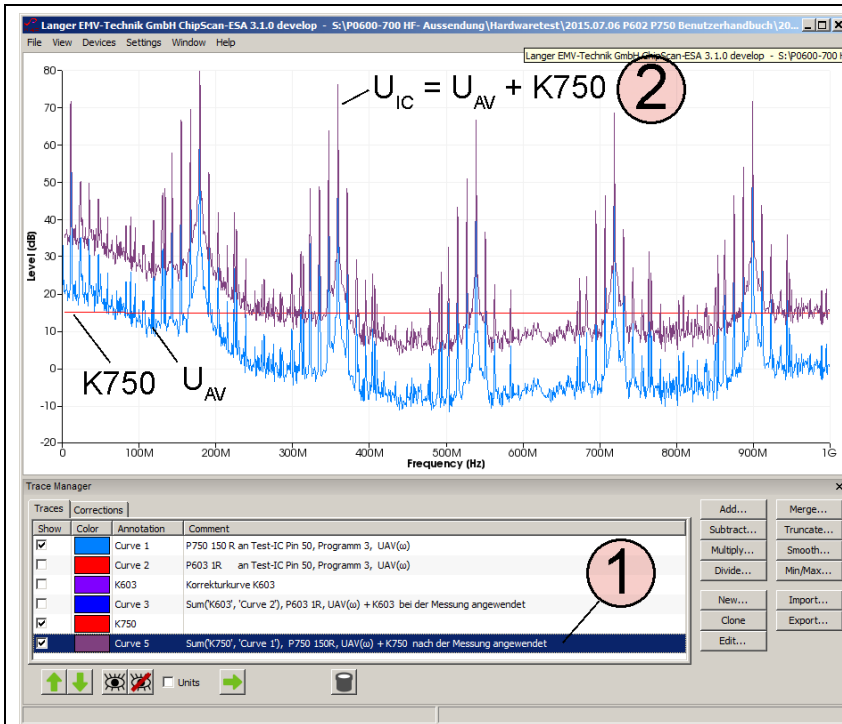 Langer EMV-Technik GmbH ChipScan-ESA 3.1.0 develop - S:\P0600-700 HF- Aussendung\Hardwaretest\2015.07.06 P602 P750 Benutzerhandbuch\20...
File View Devices Settings Window Help
Langer EMV-Technik GmbH ChipScan-ESA 3.1.0 develop - S:\P0600-700 H
U_IC = U_AV + K750
2
Level (dB)
80
70
60
50
40
30
20
10
0
-10
-20
K750 U_AV
0 100M 200M 300M 400M 500M 600M 700M 800M 900M 1G
Frequency (Hz)
Trace Manager
Traces Corrections
Show Color Annotation Comment
Curve 1 P750 150 R an Test-IC Pin 50, Programm 3, UAV(ω)
Curve 2 P603 1R an Test-IC Pin 50, Programm 3, UAV(ω)
K603 Korrekturkurve K603
Curve 3 Sum('K603', 'Curve 2'), P603 1R, UAV(ω) + K603 bei der Messung angewendet
K750
Curve 5 Sum('K750', 'Curve 1'), P750 150R, UAV(ω) + K750 nach der Messung angewendet
1
Units
Add... Merge...
Subtract... Truncate...
Multiply... Smooth...
Divide... Min/Max...
New... Import...
Clone Export...
Edit...